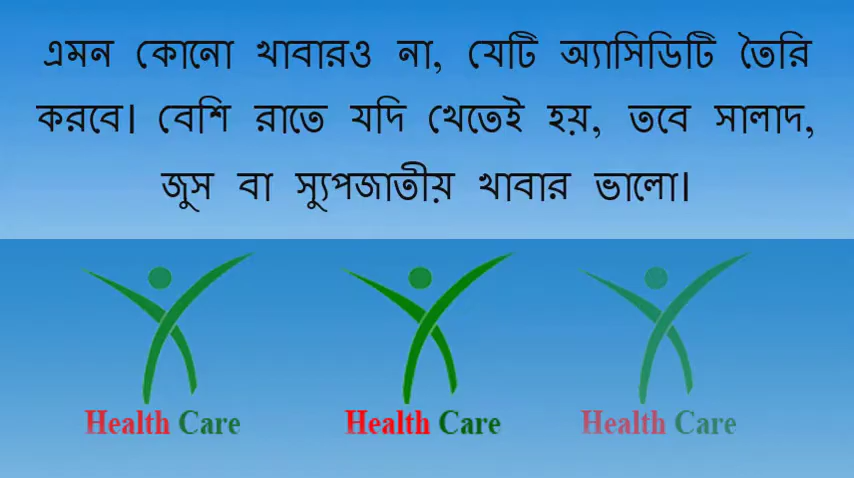 এমন কোনো খাবারও না, যেটি অ্যাসিডিটি তৈরি
করবে। বেশি রাতে যদি খেতেই হয়, তবে সালাদ,
জুস বা স্যুপজাতীয় খাবার ভালো।
Health Care Health Care Health Care